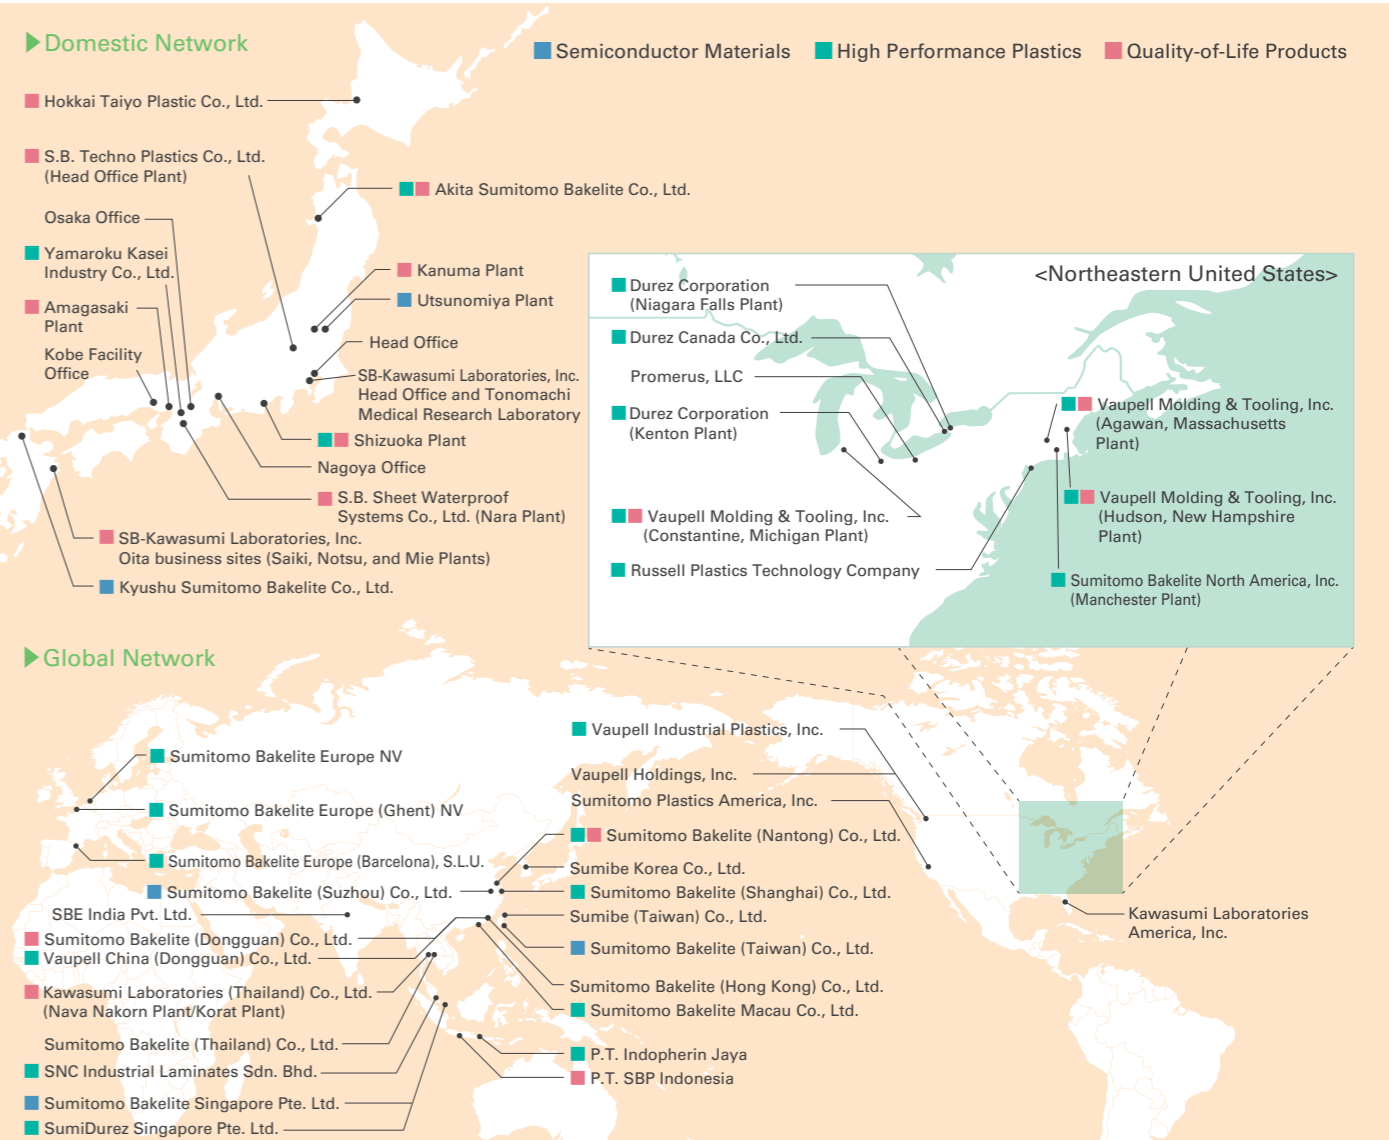 Domestic Network
Semiconductor Materials
High Performance Plastics
Quality-of-Life Products
Hokkai Taiyo Plastic Co., Ltd.
S.B. Techno Plastics Co., Ltd.
(Head Office Plant)
Akita Sumitomo Bakelite Co., Ltd.
Osaka Office
Yamaroku Kasei
Industry Co., Ltd.
Amagasaki
Plant
Kobe Facility
Office
Kanuma Plant
Utsunomiya Plant
Head Office
SB-Kawasumi Laboratories, Inc.
Head Office and Tonomachi
Medical Research Laboratory
Shizuoka Plant
Nagoya Office
S.B. Sheet Waterproof
Systems Co., Ltd. (Nara Plant)
SB-Kawasumi Laboratories, Inc.
Oita business sites (Saiki, Notsu, and Mie Plants)
Kyushu Sumitomo Bakelite Co., Ltd.
<Northeastern United States>
Durez Corporation
(Niagara Falls Plant)
Durez Canada Co., Ltd.
Promerus, LLC
Durez Corporation
(Kenton Plant)
Vaupell Molding & Tooling, Inc.
(Constantine, Michigan Plant)
Russell Plastics Technology Company
Vaupell Molding & Tooling, Inc.
(Agawan, Massachusetts
Plant)
Vaupell Molding & Tooling, Inc.
(Hudson, New Hampshire
Plant)
Sumitomo Bakelite North America, Inc.
(Manchester Plant)
Global Network
Sumitomo Bakelite Europe NV
Sumitomo Bakelite Europe (Ghent) NV
Sumitomo Bakelite Europe (Barcelona), S.L.U.
Sumitomo Bakelite (Suzhou) Co., Ltd.
SBE India Pvt. Ltd.
Sumitomo Bakelite (Dongguan) Co., Ltd.
Vaupell China (Dongguan) Co., Ltd.
Kawasumi Laboratories (Thailand) Co., Ltd.
(Nava Nakorn Plant/Korat Plant)
Sumitomo Bakelite (Thailand) Co., Ltd.
SNC Industrial Laminates Sdn. Bhd.
Sumitomo Bakelite Singapore Pte. Ltd.
SumiDurez Singapore Pte. Ltd.
Vaupell Industrial Plastics, Inc.
Vaupell Holdings, Inc.
Sumitomo Plastics America, Inc.
Sumitomo Bakelite (Nantong) Co., Ltd.
Sumibe Korea Co., Ltd.
Sumitomo Bakelite (Shanghai) Co., Ltd.
Sumibe (Taiwan) Co., Ltd.
Sumitomo Bakelite (Taiwan) Co., Ltd.
Sumitomo Bakelite (Hong Kong) Co., Ltd.
Sumitomo Bakelite Macau Co., Ltd.
P.T. Indopherin Jaya
P.T. SBP Indonesia
Kawasumi Laboratories
America, Inc.